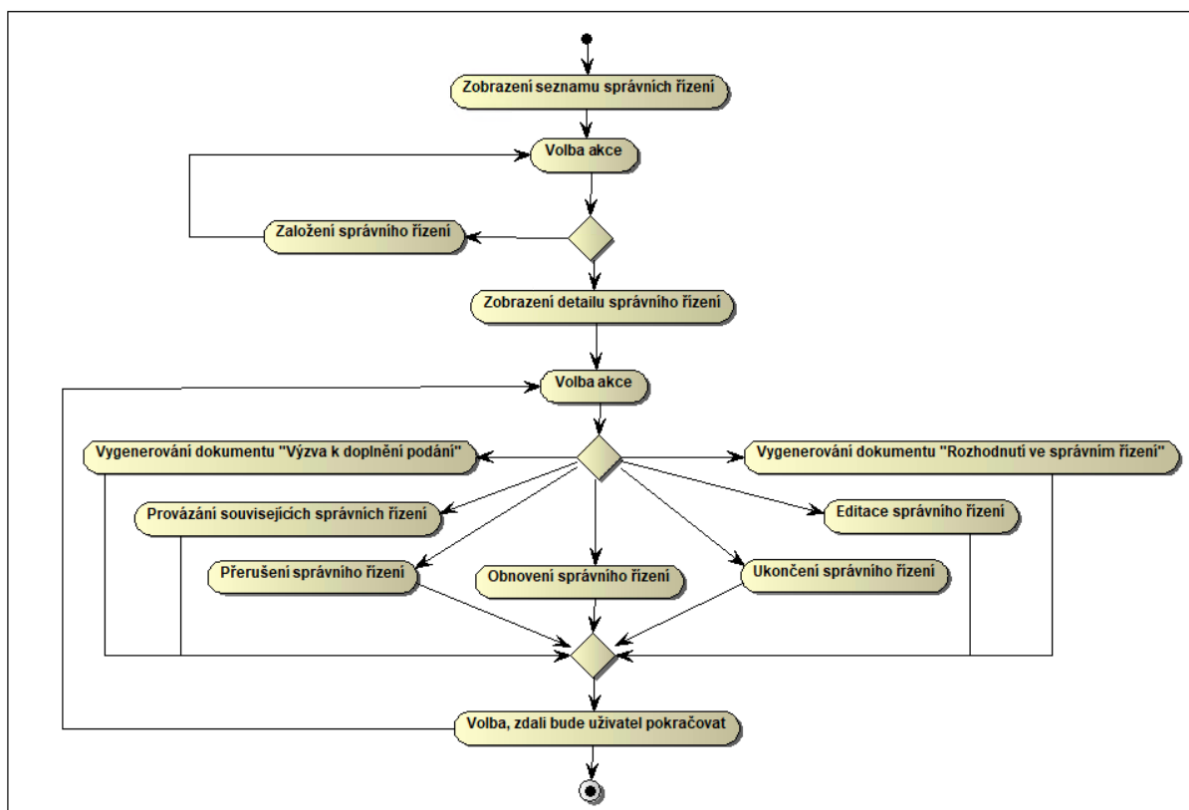 Zobrazení seznamu správních řízení
Volba akce
Založení správního řízení
Zobrazení detailu správního řízení
Volba akce
Vygenerování dokumentu "Výzva k doplnění podání"
Vygenerování dokumentu "Rozhodnutí ve správním řízení"
Provázání souvisejících správních řízení
Editace správního řízení
Přerušení správního řízení
Obnovení správního řízení
Ukončení správního řízení
Volba, zdali bude uživatel pokračovat